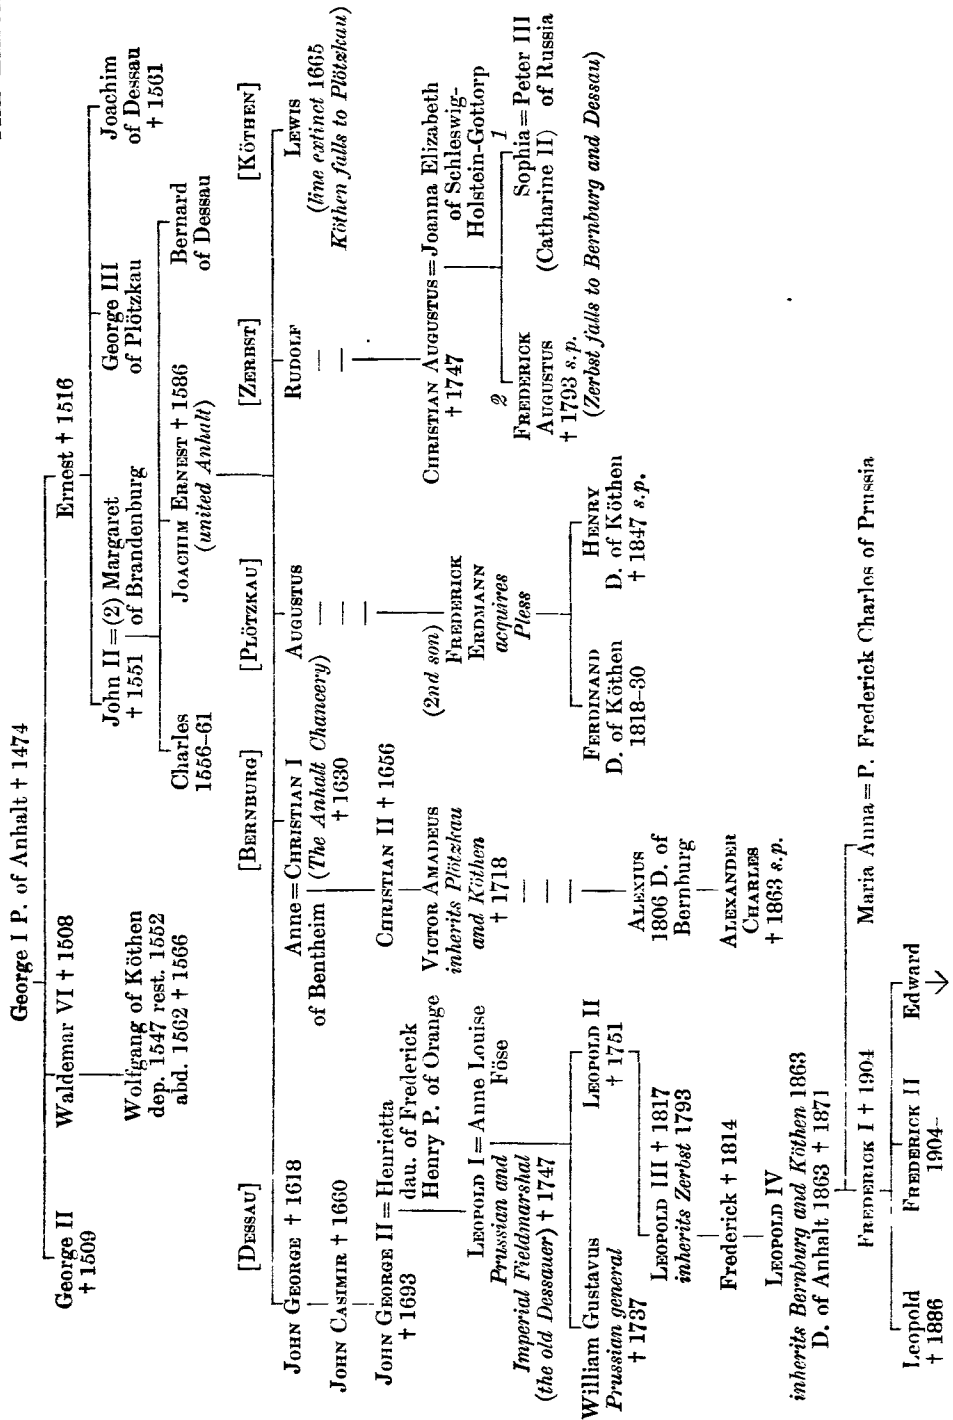 George I P. of Anhalt † 1474
George II
† 1509
Waldemar VI † 1508
Ernest † 1516
Wolfgang of Köthen
dep. 1547 rest. 1552
abd. 1562 † 1566
John II = (2) Margaret
† 1551 of Brandenburg
George III
of Plötzkau
Joachim
of Dessau
† 1561
Charles
1556–61
JOACHIM ERNEST † 1586
(united Anhalt)
Bernard
of Dessau
[DESSAU]
[BERNBURG]
[PLÖTZKAU]
[ZERBST]
[KÖTHEN]
JOHN GEORGE † 1618
Anne = CHRISTIAN I
of Bentheim (The Anhalt Chancery)
† 1630
AUGUSTUS
RUDOLF
LEWIS
(line extinct 1665
Köthen falls to Plötzkau)
JOHN CASIMIR † 1660
CHRISTIAN II † 1656
JOHN GEORGE II = Henrietta
† 1693 dau. of Frederick
Henry P. of Orange
VICTOR AMADEUS
inherits Plötzkau
and Köthen
† 1718
(2nd son)
FREDERICK
ERDMANN
acquires
Pless
CHRISTIAN AUGUSTUS = Joanna Elizabeth
† 1747 of Schleswig-
Holstein-Gottorp
LEOPOLD I = Anne Louise
Prussian and Föse
Imperial Fieldmarshal
(the old Dessauer) † 1747
2
FREDERICK
AUGUSTUS
† 1793 s.p.
1
Sophia = Peter III
(Catharine II) of Russia
(Zerbst falls to Bernburg and Dessau)
William Gustavus
Prussian general
† 1737
LEOPOLD II
† 1751
ALEXIUS
1806 D. of
Bernburg
FERDINAND
D. of Köthen
1818–30
HENRY
D. of Köthen
† 1847 s.p.
LEOPOLD III † 1817
inherits Zerbst 1793
ALEXANDER
CHARLES
† 1863 s.p.
Frederick † 1814
LEOPOLD IV
inherits Bernburg and Köthen 1863
D. of Anhalt 1863 † 1871
FREDERICK I † 1904
Maria Anna = P. Frederick Charles of Prussia
Leopold
† 1886
FREDERICK II
1904–
Edward